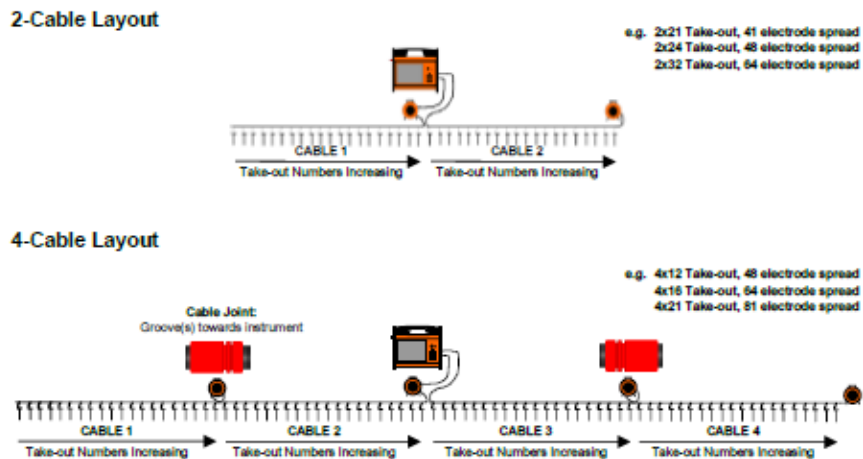 2-Cable Layout
e.g. 2x21 Take-out, 41 electrode spread
2x24 Take-out, 48 electrode spread
2x32 Take-out, 64 electrode spread
CABLE 1
CABLE 2
Take-out Numbers Increasing
Take-out Numbers Increasing
4-Cable Layout
e.g. 4x12 Take-out, 48 electrode spread
4x16 Take-out, 64 electrode spread
4x21 Take-out, 81 electrode spread
Cable Joint:
Groove(s) towards instrument
CABLE 1
CABLE 2
CABLE 3
CABLE 4
Take-out Numbers Increasing
Take-out Numbers Increasing
Take-out Numbers Increasing
Take-out Numbers Increasing